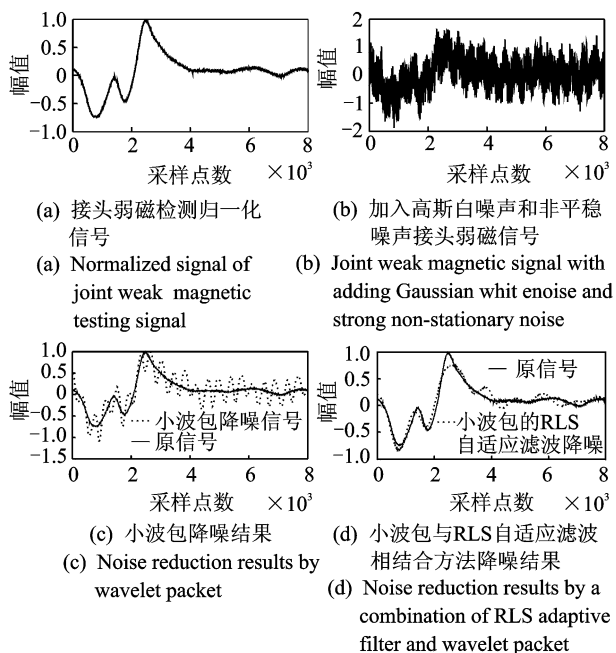 1.0
0.5
0
−0.5
−1.0
幅值
0 2 4 6 8
采样点数 ×10³
(a) 接头弱磁检测归一化
信号
(a) Normalized signal of
joint weak magnetic
testing signal
2
1
0
−1
−2
幅值
0 2 4 6 8
采样点数 ×10³
(b) 加入高斯白噪声和非平稳
噪声接头弱磁信号
(b) Joint weak magnetic signal with
adding Gaussian whit enoise and
strong non-stationary noise
1.0
0.5
0
−0.5
−1.0
−1.5
幅值
小波包降噪信号
原信号
0 2 4 6 8
采样点数 ×10³
(c) 小波包降噪结果
(c) Noise reduction results by
wavelet packet
1.0
0.5
0
−0.5
−1.0
幅值
原信号
小波包的RLS
自适应滤波降噪
0 2 4 6 8
采样点数 ×10³
(d) 小波包与RLS自适应滤波
相结合方法降噪结果
(d) Noise reduction results by a
combination of RLS adaptive
filter and wavelet packet